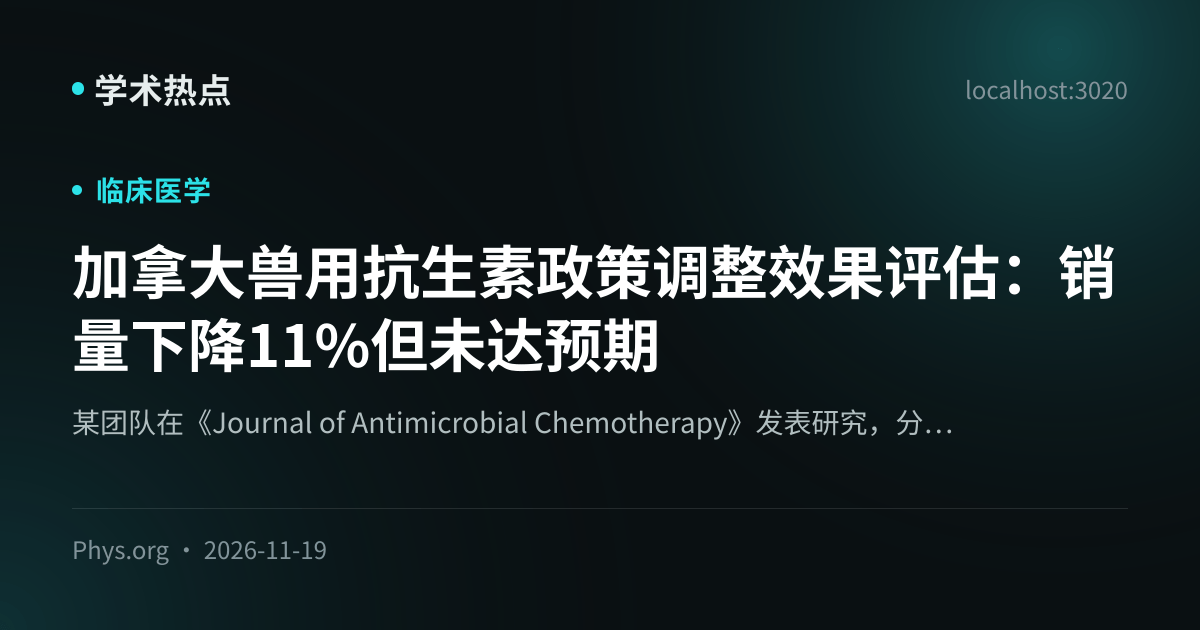 学术热点
localhost:3020
临床医学
加拿大兽用抗生素政策调整效果评估：销
量下降11%但未达预期
某团队在《Journal of Antimicrobial Chemotherapy》发表研究，分…
Phys.org · 2026-11-19